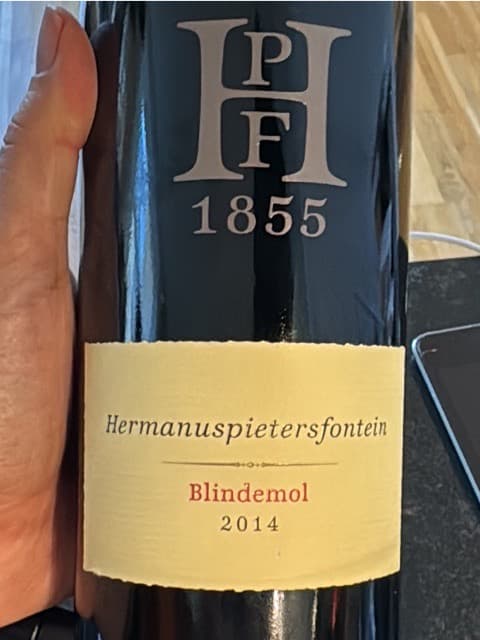 HPF
1855
Hermanuspietersfontein
Blindemol
2014